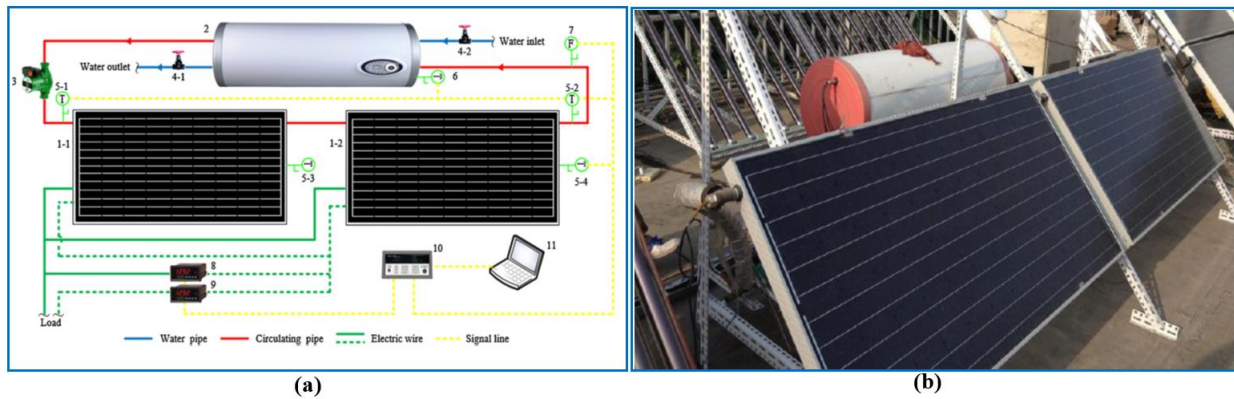 2
4-2
Water inlet
7
F
Water outlet
4-1
3
5-1
T
6
5-2
T
1-1
1-2
5-3
5-4
10
11
8
9
Load
Water pipe Circulating pipe Electric wire Signal line
(a) (b)